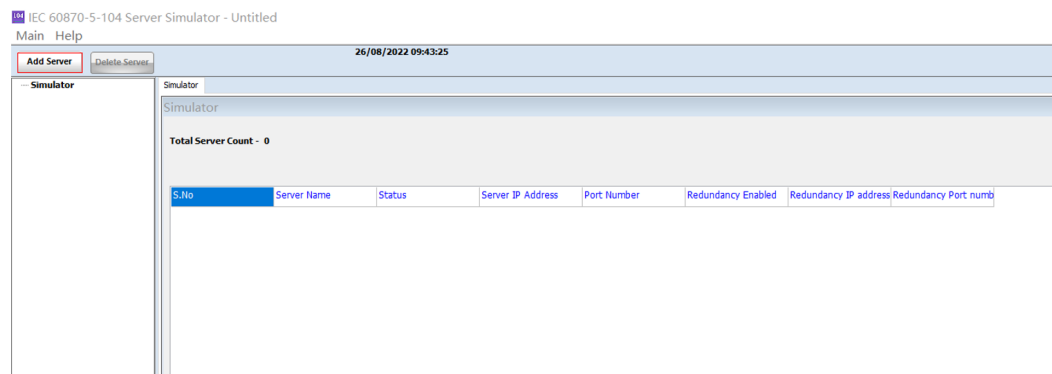 104 IEC 60870-5-104 Server Simulator - Untitled
Main Help
Add Server Delete Server 26/08/2022 09:43:25
Simulator Simulator
Simulator
Total Server Count - 0
S.No Server Name Status Server IP Address Port Number Redundancy Enabled Redundancy IP address Redundancy Port numb